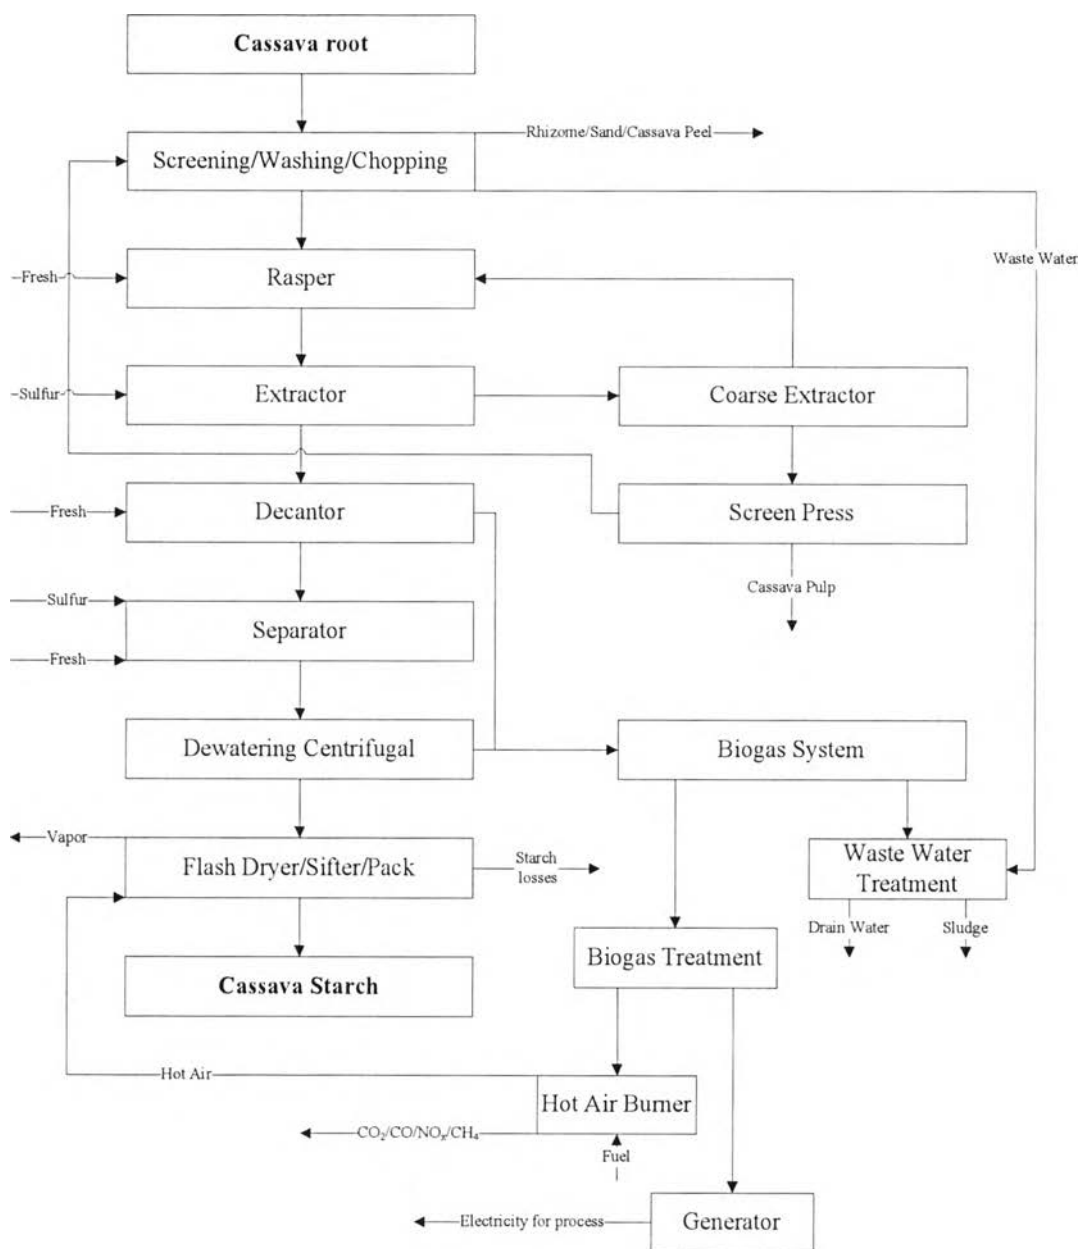 Cassava root
Rhizome/Sand/Cassava Peel
Screening/Washing/Chopping
Waste Water
Fresh
Rasper
Sulfur
Extractor
Coarse Extractor
Fresh
Decantor
Screen Press
Cassava Pulp
Sulfur
Separator
Fresh
Dewatering Centrifugal
Biogas System
Vapor
Flash Dryer/Sifter/Pack
Starch
losses
Waste Water
Treatment
Drain Water
Sludge
Biogas Treatment
Cassava Starch
Hot Air
Hot Air Burner
CO₂/CO/NOₓ/CH₄
Fuel
Electricity for process
Generator